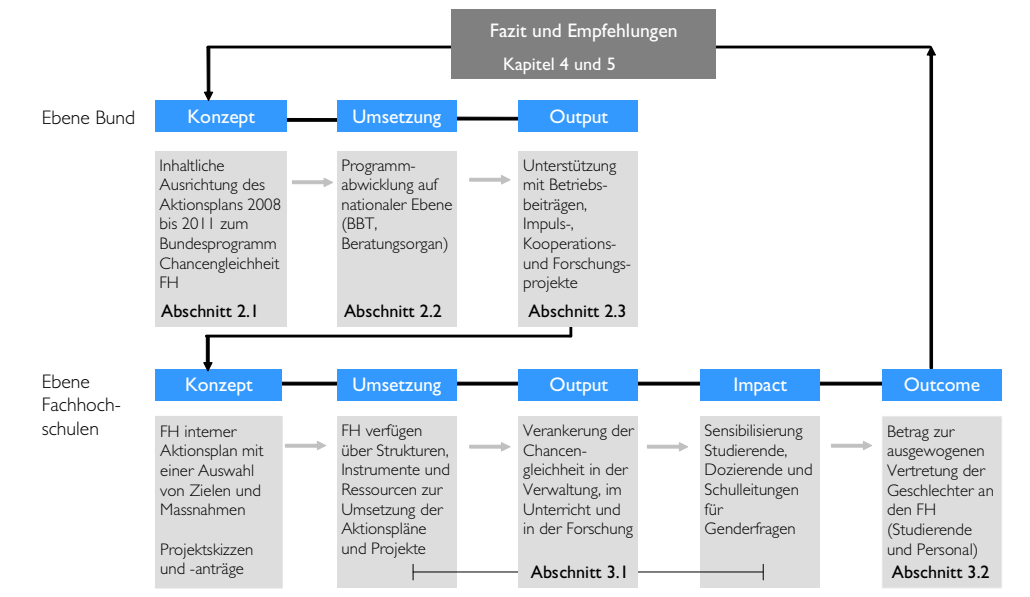 Fazit und Empfehlungen
Kapitel 4 und 5
Ebene Bund
Konzept
Umsetzung
Output
Inhaltliche
Ausrichtung des
Aktionsplans 2008
bis 2011 zum
Bundesprogramm
Chancengleichheit
FH
Abschnitt 2.1
Programm-
abwicklung auf
nationaler Ebene
(BBT,
Beratungsorgan)
Abschnitt 2.2
Unterstützung
mit Betriebs-
beiträgen,
Impuls-,
Kooperations-
und Forschungs-
projekte
Abschnitt 2.3
Ebene
Fachhoch-
schulen
Konzept
Umsetzung
Output
Impact
Outcome
FH interner
Aktionsplan mit
einer Auswahl
von Zielen und
Massnahmen
Projektskizzen
und -anträge
FH verfügen
über Strukturen,
Instrumente und
Ressourcen zur
Umsetzung der
Aktionspläne
und Projekte
Verankerung der
Chancen-
gleichheit in der
Verwaltung, im
Unterricht und
in der Forschung
Abschnitt 3.1
Sensibilisierung
Studierende,
Dozierende und
Schulleitungen
für
Genderfragen
Betrag zur
ausgewogenen
Vertretung der
Geschlechter an
den FH
(Studierende
und Personal)
Abschnitt 3.2